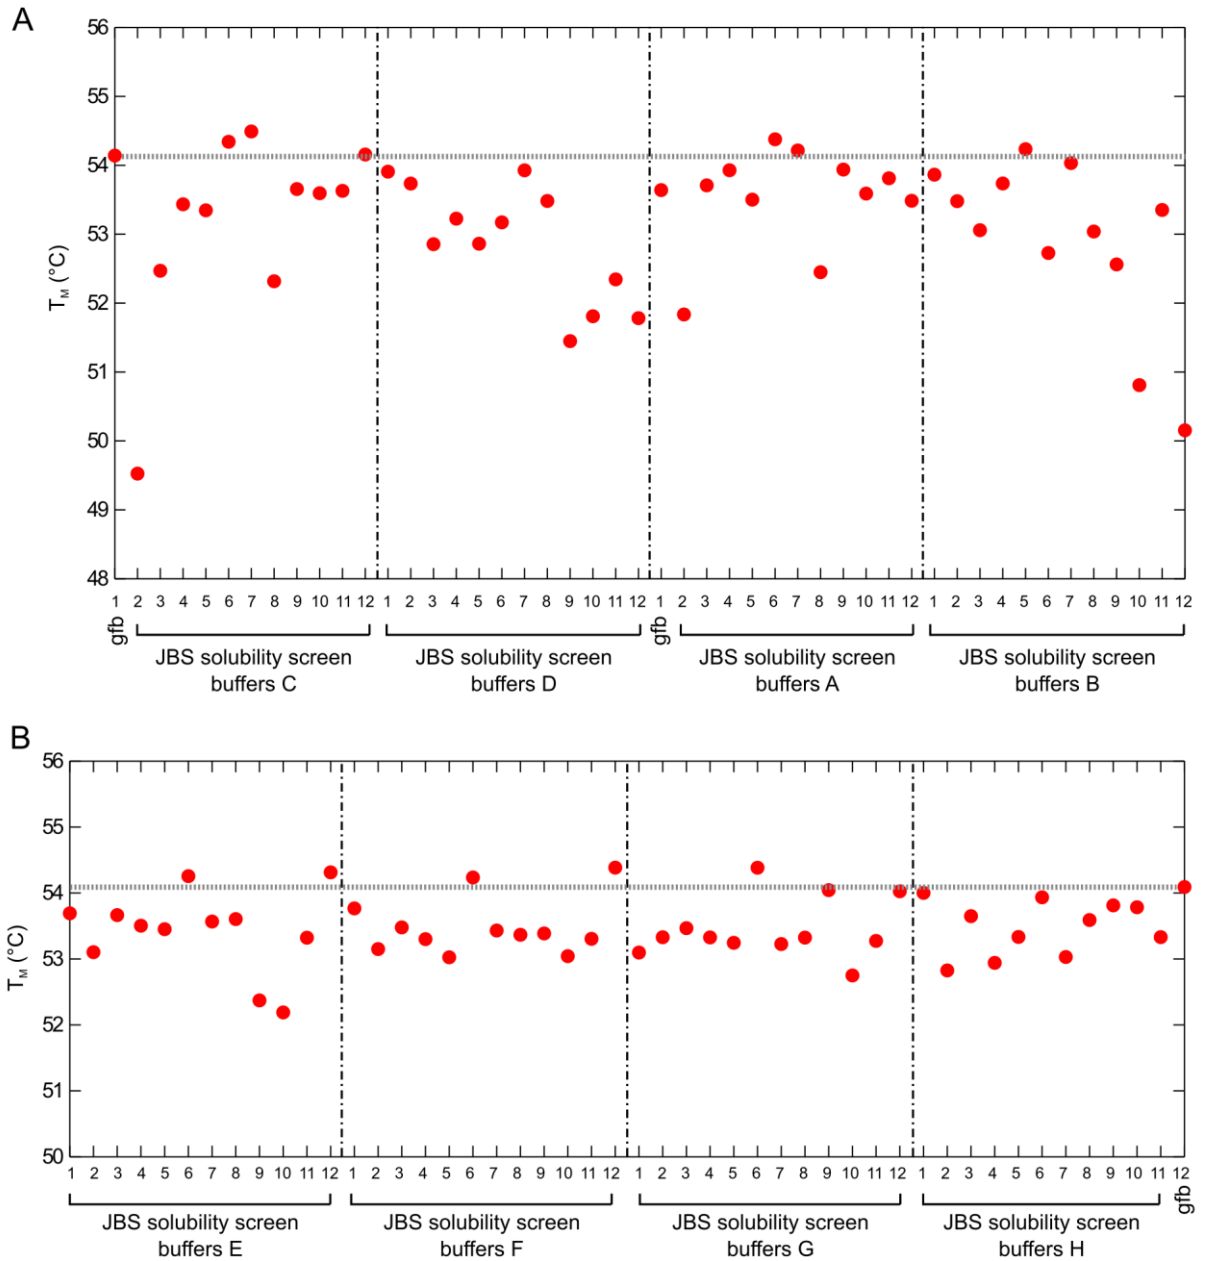 A
56
55
54
53
52
51
50
49
48
T_M (°C)
1 2 3 4 5 6 7 8 9 10 11 12 1 2 3 4 5 6 7 8 9 10 11 12 1 2 3 4 5 6 7 8 9 10 11 12 1 2 3 4 5 6 7 8 9 10 11 12
gfb gfb
JBS solubility screen JBS solubility screen JBS solubility screen JBS solubility screen
buffers C buffers D buffers A buffers B
B
56
55
54
53
52
51
50
T_M (°C)
1 2 3 4 5 6 7 8 9 10 11 12 1 2 3 4 5 6 7 8 9 10 11 12 1 2 3 4 5 6 7 8 9 10 11 12 1 2 3 4 5 6 7 8 9 10 11 12
gfb
JBS solubility screen JBS solubility screen JBS solubility screen JBS solubility screen
buffers E buffers F buffers G buffers H